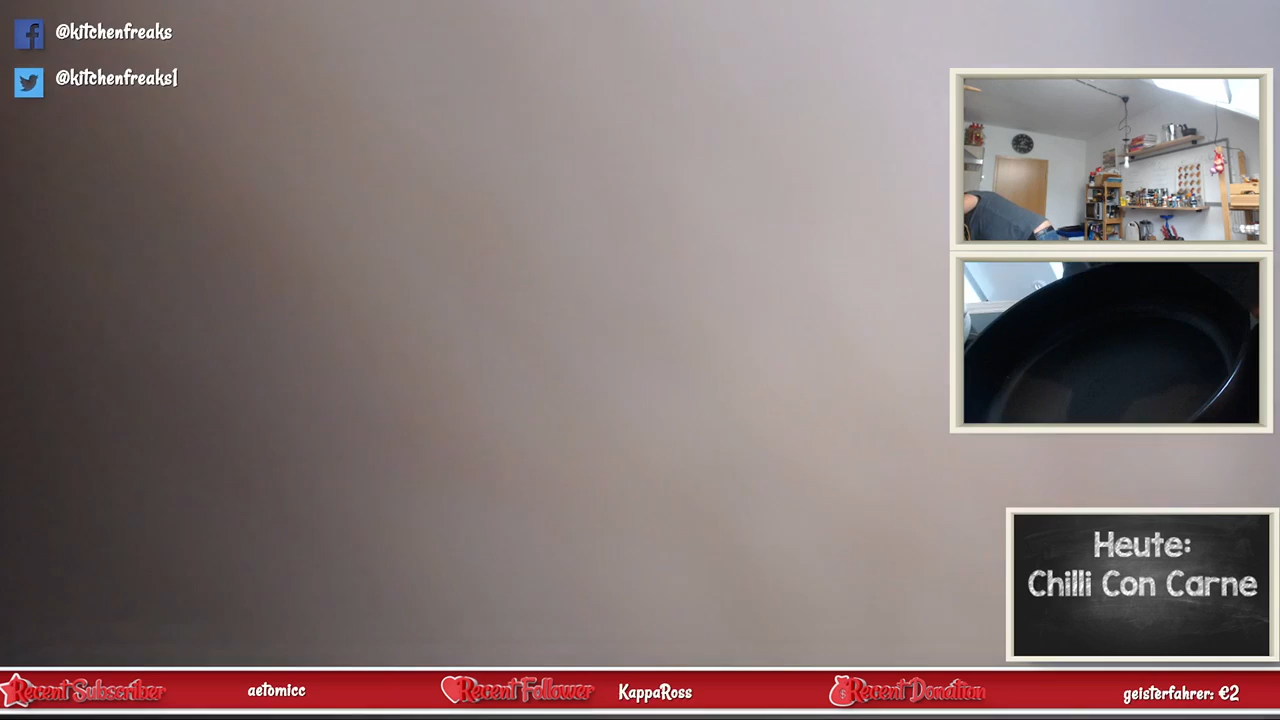 @kitchenfreaks
@kitchenfreaks1
Heute:
Chilli Con Carne
Recent Subscriber
aetomicc
Recent Follower
KappaRoss
Recent Donation
geisterfahrer: €2